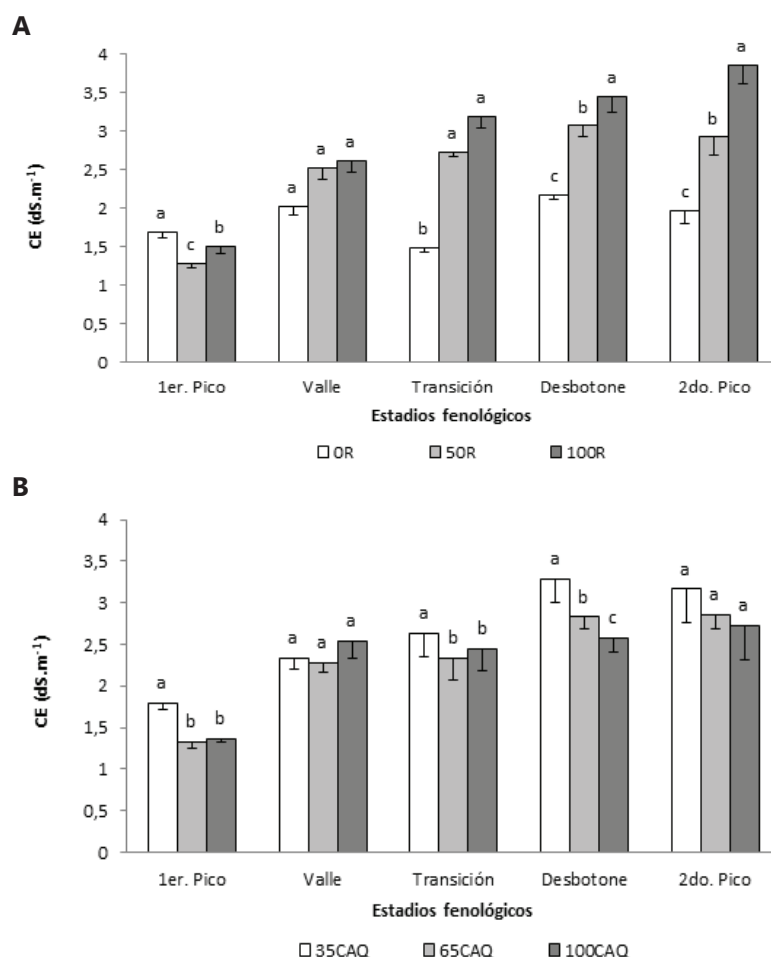 A
CE (dS.m-1)
4
3,5
3
2,5
2
1,5
1
0,5
0
a c b
a a a
b a a
c b a
c b a
1er. Pico Valle Transición Desbotone 2do. Pico
Estadios fenológicos
0R 50R 100R
B
CE (dS.m-1)
4
3,5
3
2,5
2
1,5
1
0,5
0
a b b
a a a
a b b
a b c
a a a
1er. Pico Valle Transición Desbotone 2do. Pico
Estadios fenológicos
35CAQ 65CAQ 100CAQ